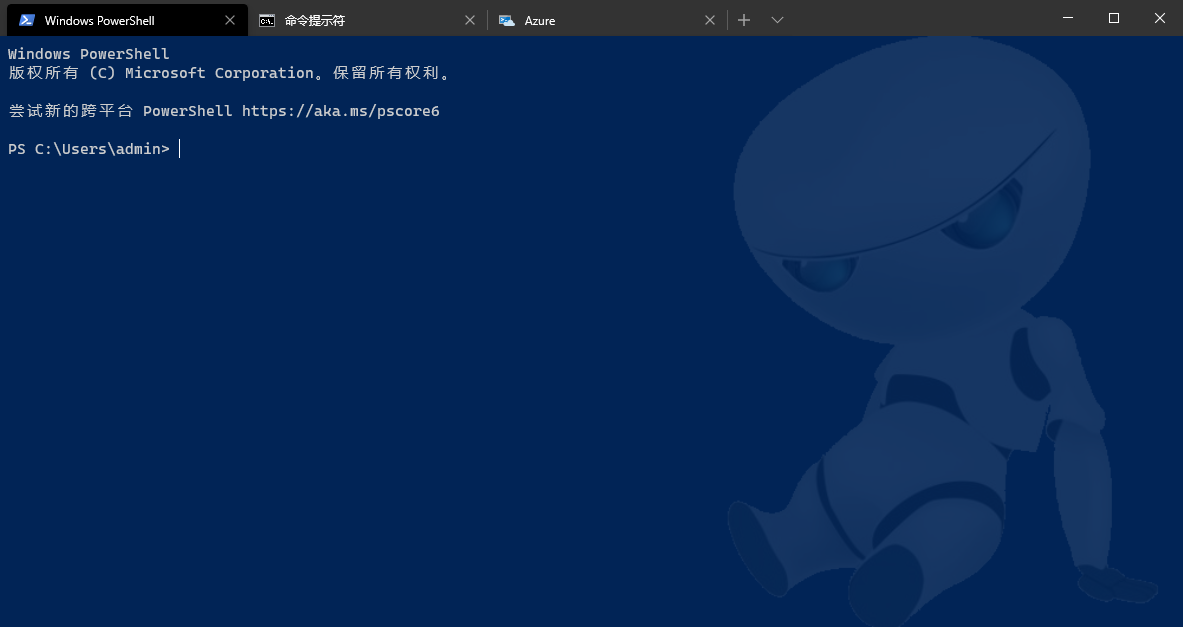 Windows PowerShell
命令提示符
Azure
Windows PowerShell
版权所有 (C) Microsoft Corporation。保留所有权利。
尝试新的跨平台 PowerShell https://aka.ms/pscore6
PS C:\Users\admin>